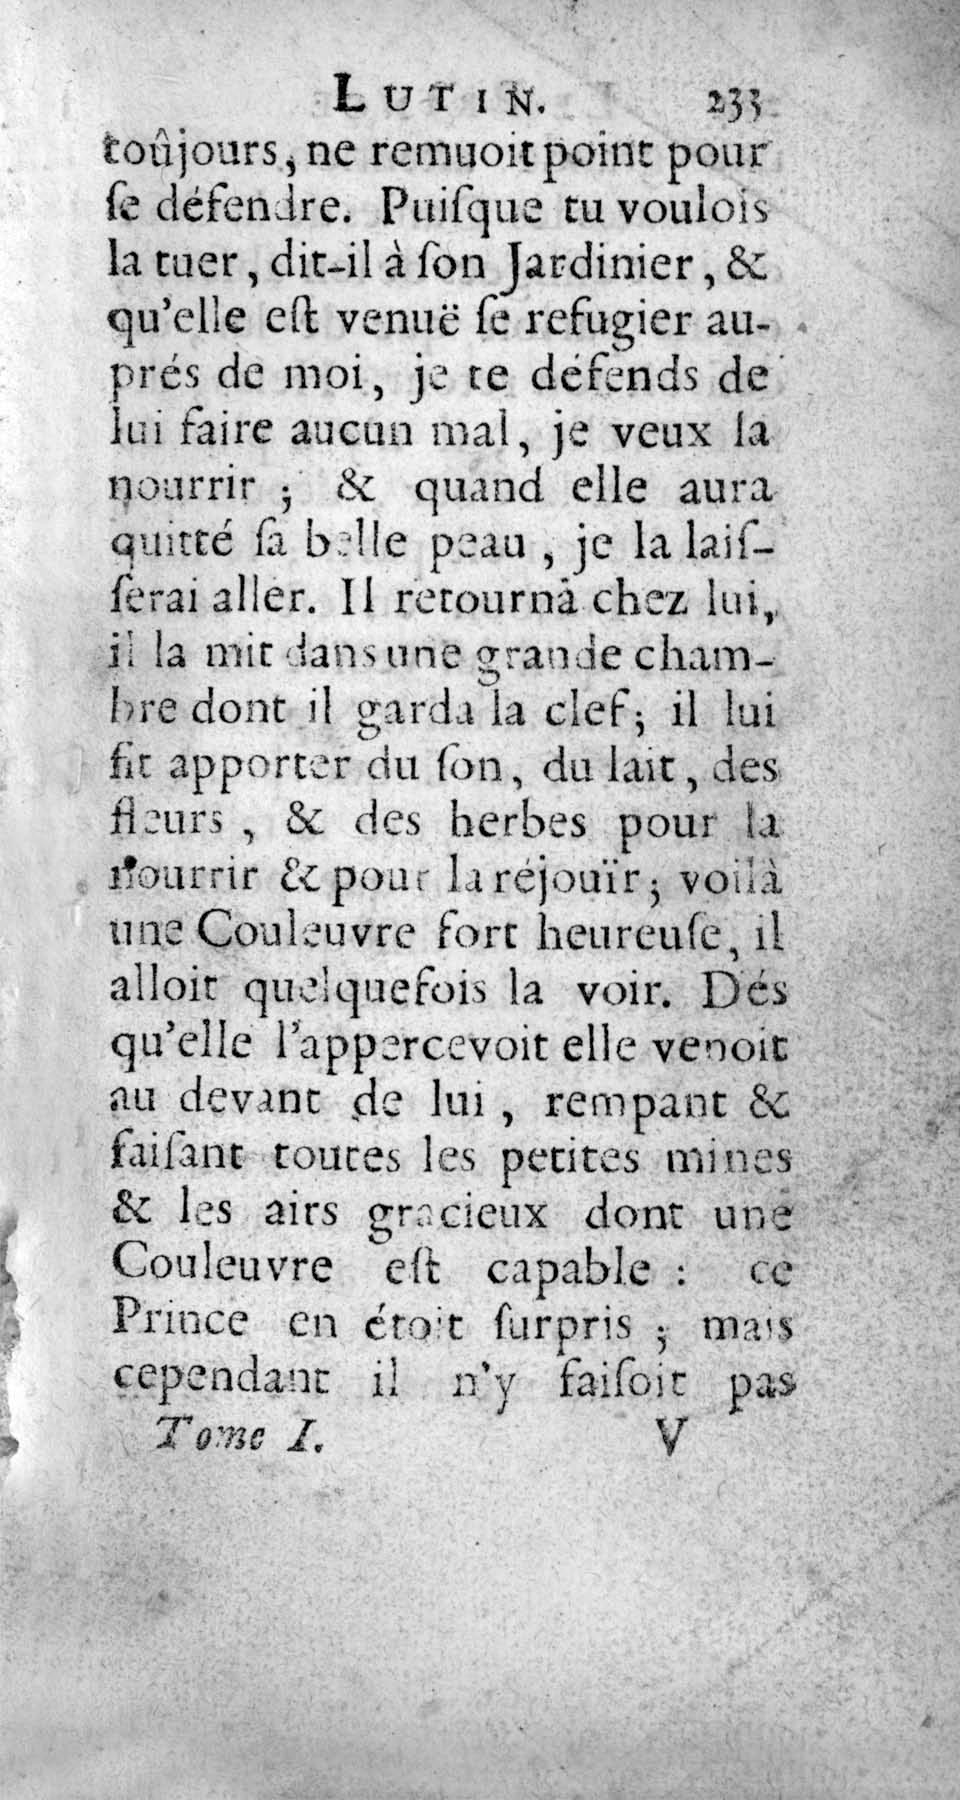 LUTIN. 233
toûjours, ne remuoit point pour
ſe défendre. Puiſque tu voulois
la tuer, dit-il à ſon Jardinier, &
qu'elle eſt venuë ſe refugier au-
prés de moi, je te défends de
lui faire aucun mal, je veux la
nourrir ; & quand elle aura
quitté ſa belle peau, je la laiſ-
ſerai aller. Il retourna chez lui,
il la mit dans une grande cham-
bre dont il garda la clef; il lui
fit apporter du ſon, du lait, des
fleurs, & des herbes pour la
nourrir & pour la réjouïr; voilà
une Couleuvre fort heureuſe, il
alloit quelquefois la voir. Dés
qu'elle l'appercevoit elle venoit
au devant de lui, rempant &
faiſant toutes les petites mines
& les airs gracieux dont une
Couleuvre eſt capable : ce
Prince en étoit ſurpris ; mais
cependant il n'y faiſoit pas
Tome I. V